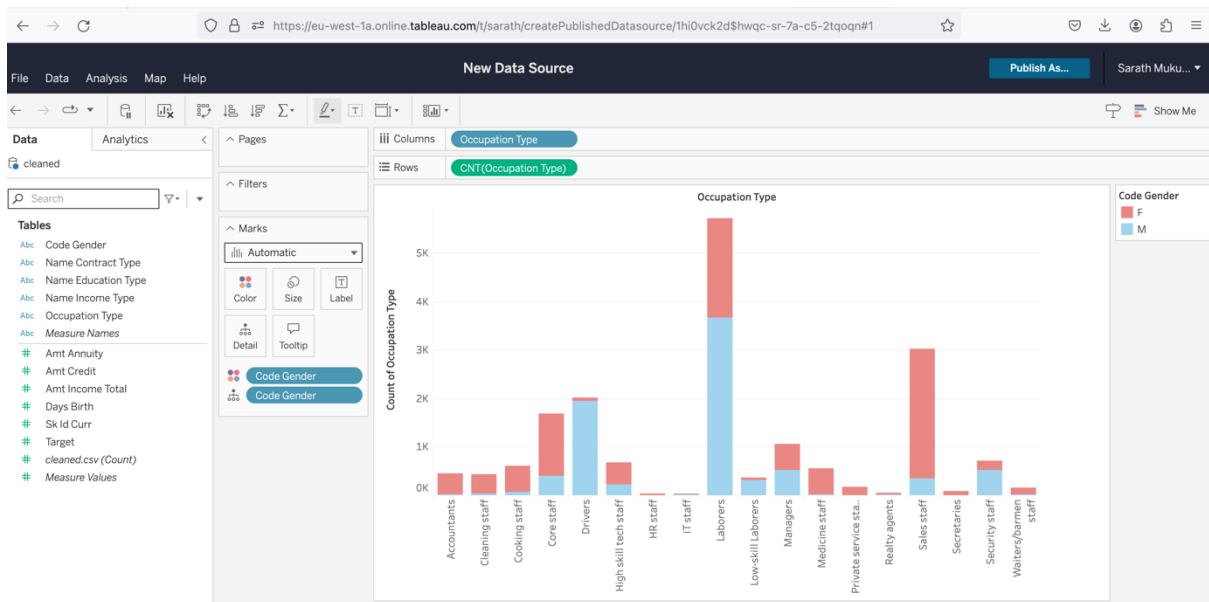 https://eu-west-1a.online.tableau.com/t/sarath/createPublishedDatasource/1hi0vck2d$hwqc-sr-7a-c5-2tqoqn#1
New Data Source
Publish As...
Sarath Muku...
File Data Analysis Map Help
Show Me
Data Analytics
cleaned
Search
Tables
Abc Code Gender
Abc Name Contract Type
Abc Name Education Type
Abc Name Income Type
Abc Occupation Type
Abc Measure Names
# Amt Annuity
# Amt Credit
# Amt Income Total
# Days Birth
# Sk Id Curr
# Target
# cleaned.csv (Count)
# Measure Values
Pages
Filters
Marks
Automatic
Color Size Label
Detail Tooltip
Code Gender
Code Gender
Columns Occupation Type
Rows CNT(Occupation Type)
Occupation Type
Count of Occupation Type
5K
4K
3K
2K
1K
0K
Accountants
Cleaning staff
Cooking staff
Core staff
Drivers
High skill tech staff
HR staff
IT staff
Laborers
Low-skill Laborers
Managers
Medicine staff
Private service sta..
Realty agents
Sales staff
Secretaries
Security staff
Waiters/barmen
staff
Code Gender
F
M